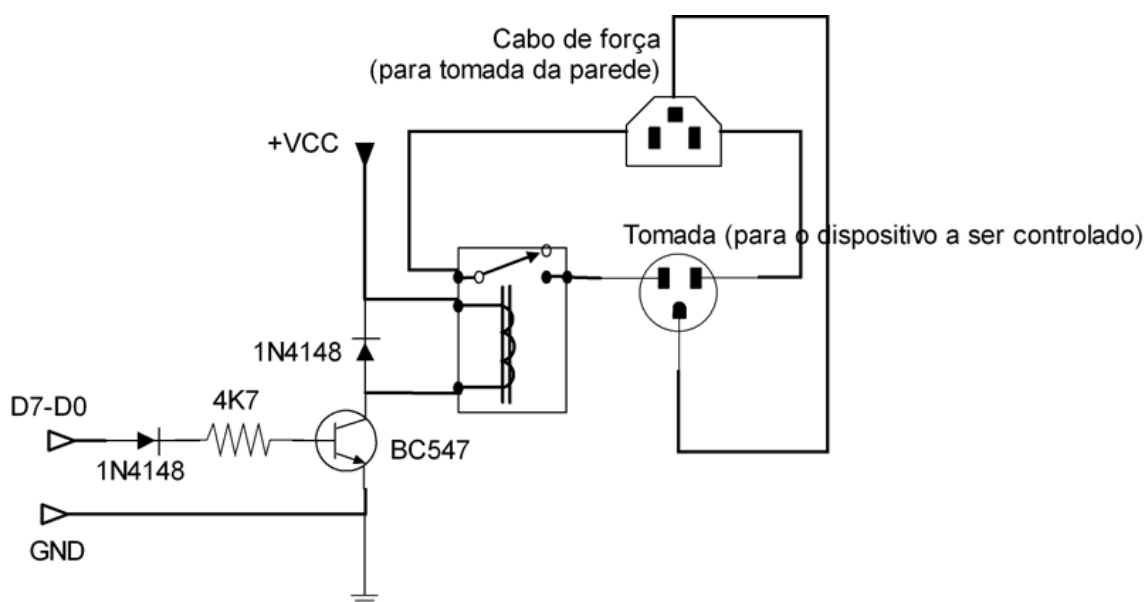 Cabo de força
(para tomada da parede)
+VCC
Tomada (para o dispositivo a ser controlado)
1N4148
4K7
D7-D0
BC547
1N4148
GND